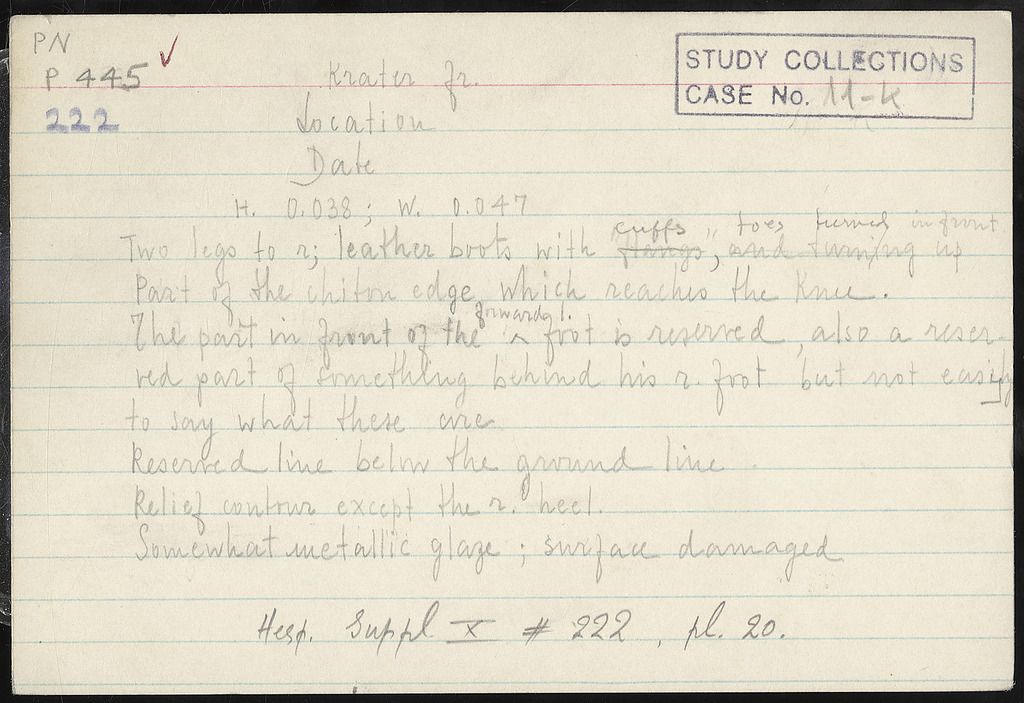 PN
P 445 ✓
222
STUDY COLLECTIONS
CASE No. 11-K
Krater fr.
Location
Date
H. 0.038; W. 0.047
cuffs, toes turned in front
Two legs to r; leather boots with , and turning up
Part of the chiton edge which reaches the Knee.
forward l.
The part in front of the ^ foot is reserved, also a reser-
ved part of something behind his r. foot but not easily
to say what these are
Reserved line below the ground line
Relief contour except the r. heel.
Somewhat metallic glaze; surface damaged
Hesp. Suppl. X # 222, pl. 20.